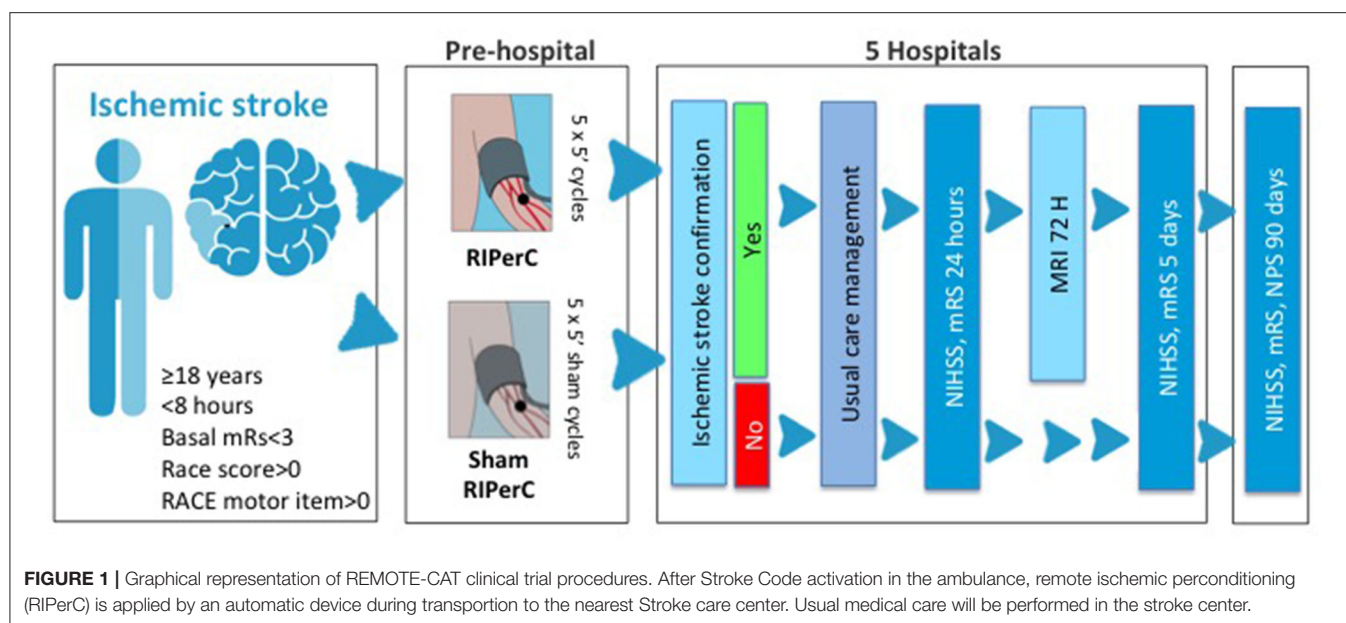 Pre-hospital
5 Hospitals
Ischemic stroke
≥18 years
<8 hours
Basal mRs<3
Race score>0
RACE motor item>0
5 x 5' cycles
RIPerC
5 x 5' sham cycles
Sham
RIPerC
Ischemic stroke confirmation
Yes
No
Usual care management
NIHSS, mRS 24 hours
MRI 72 H
NIHSS, mRS 5 days
NIHSS, mRS, NPS 90 days
FIGURE 1 | Graphical representation of REMOTE-CAT clinical trial procedures. After Stroke Code activation in the ambulance, remote ischemic perconditioning
(RIPerC) is applied by an automatic device during transportion to the nearest Stroke care center. Usual medical care will be performed in the stroke center.